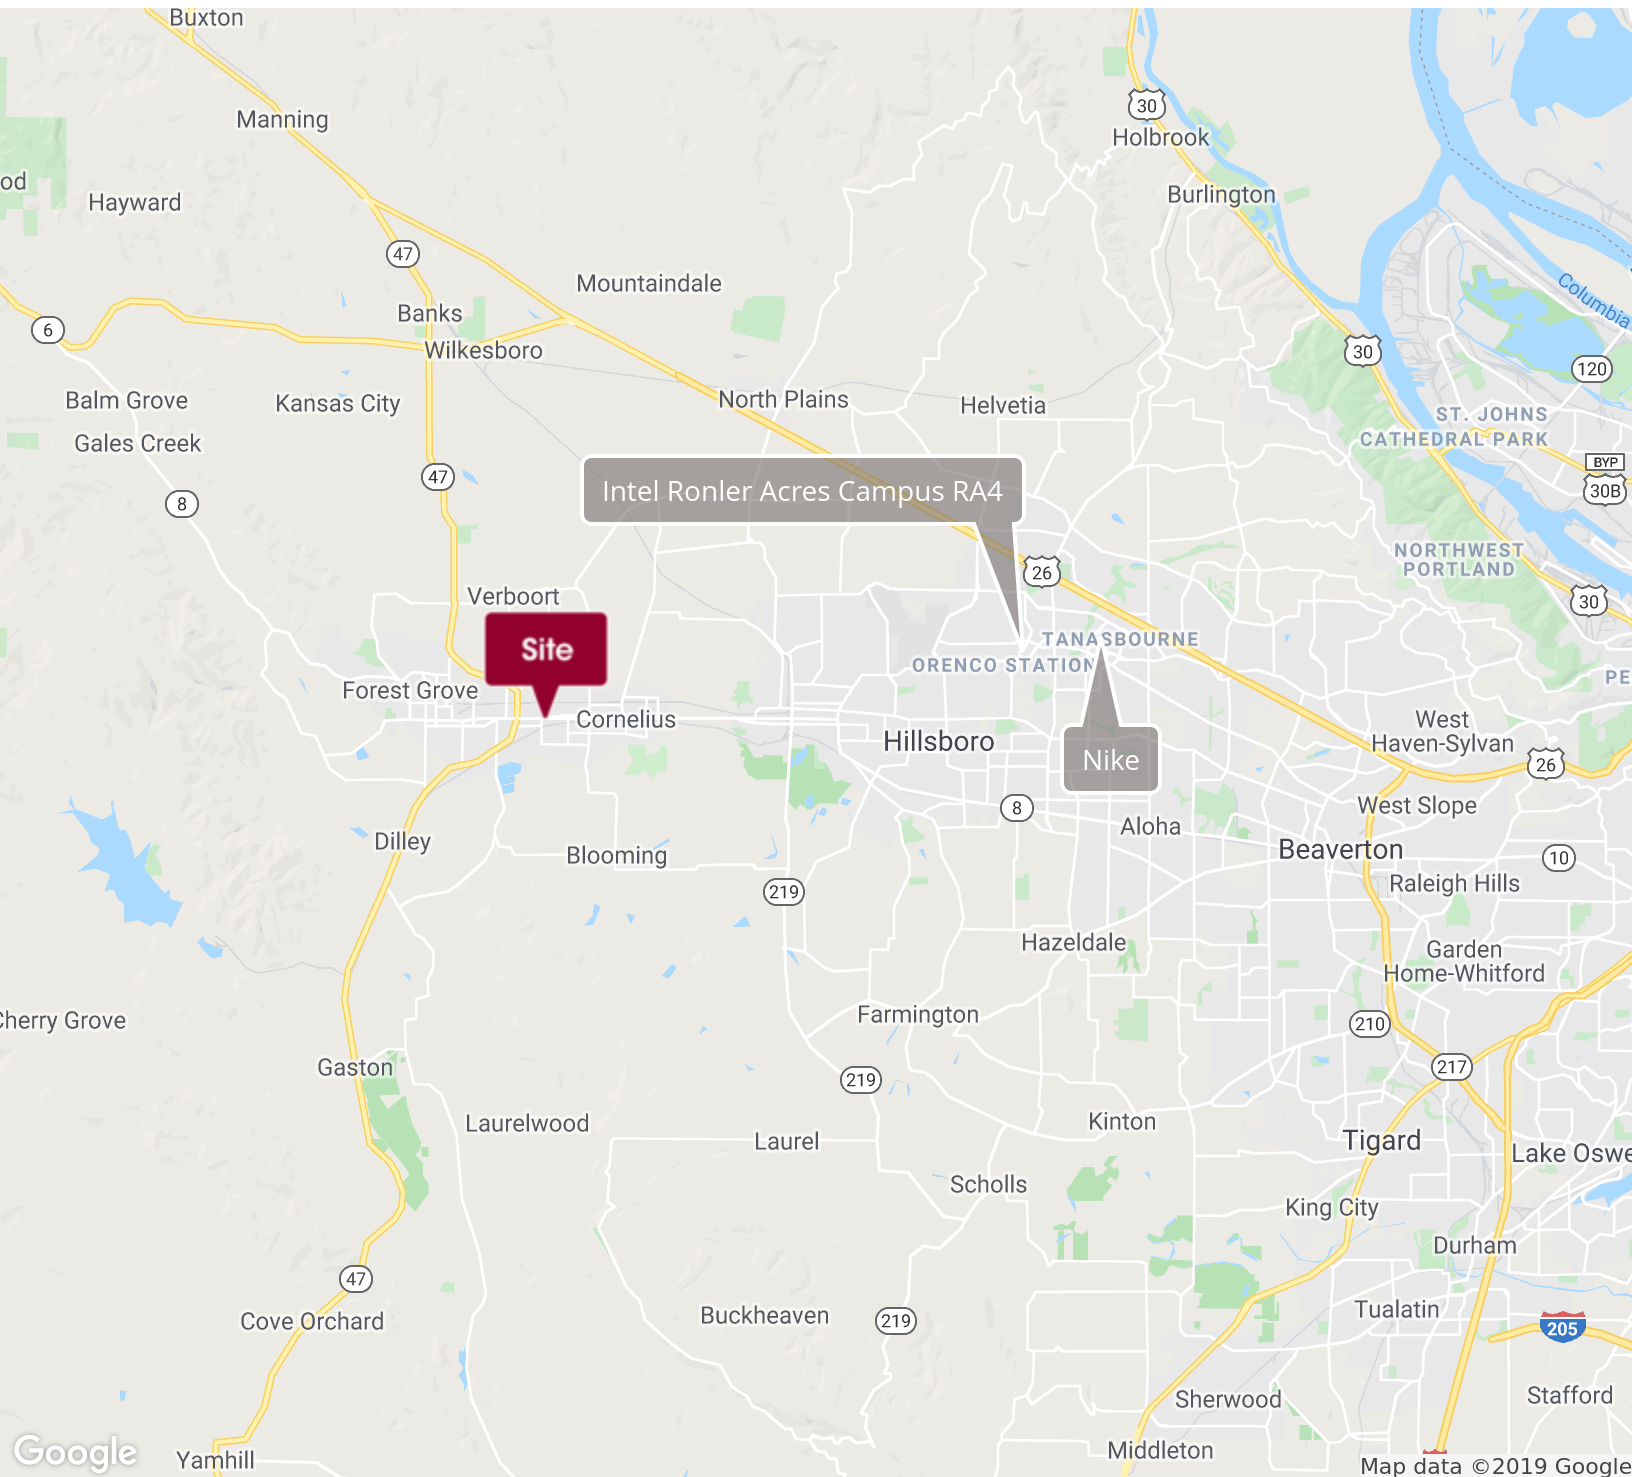 Buxton
Manning
30
Holbrook
od
Hayward
Burlington
47
Mountaindale
Columbia
Banks
6
Wilkesboro
30
120
Balm Grove
Kansas City
North Plains
Helvetia
ST. JOHNS
CATHEDRAL PARK
Gales Creek
BYP
30B
47
Intel Ronler Acres Campus RA4
8
NORTHWEST
PORTLAND
26
Verboort
30
Site
TANASBOURNE
ORENCO STATION
PE
Forest Grove
Cornelius
West
Haven-Sylvan
Hillsboro
Nike
26
8
West Slope
Aloha
Dilley
Blooming
Beaverton
10
219
Raleigh Hills
Hazeldale
Garden
Home-Whitford
Cherry Grove
Farmington
210
Gaston
217
219
Laurelwood
Laurel
Kinton
Tigard
Lake Oswe
Scholls
King City
Durham
47
Cove Orchard
Buckheaven
219
Tualatin
205
Sherwood
Stafford
Google
Yamhill
Middleton
Map data ©2019 Google